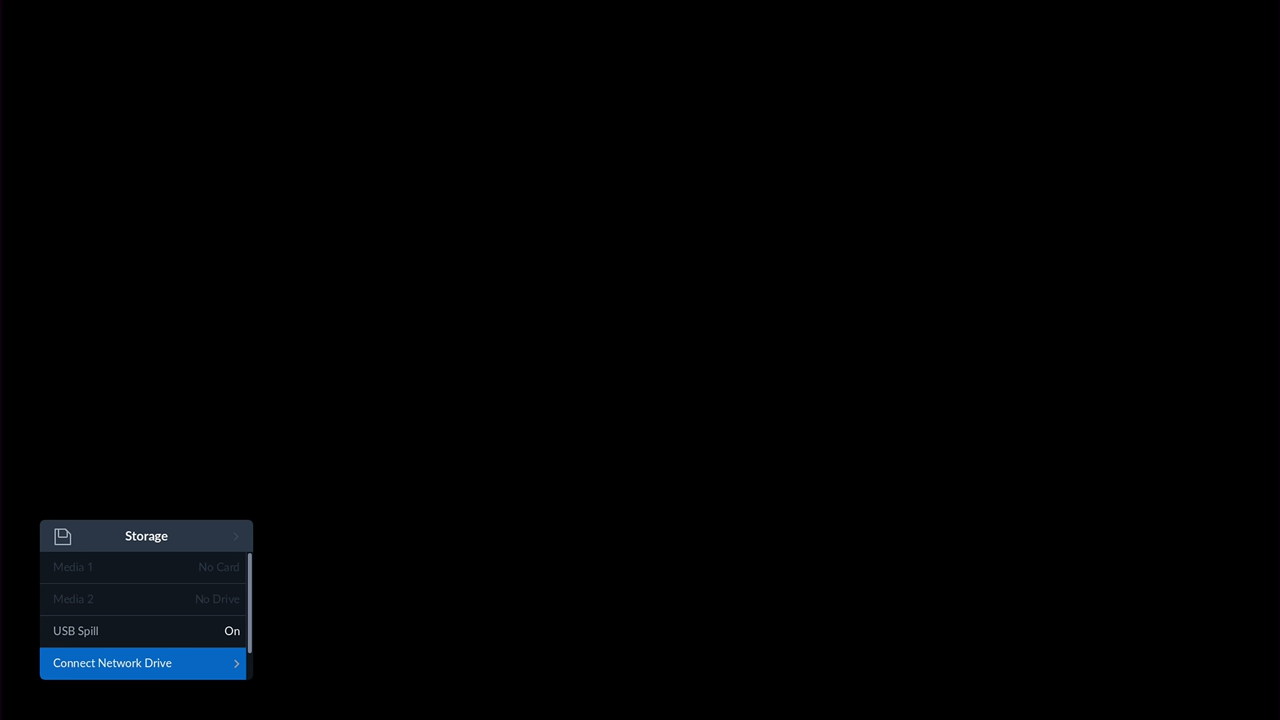 Storage
Media 1 No Card
Media 2 No Drive
USB Spill On
Connect Network Drive